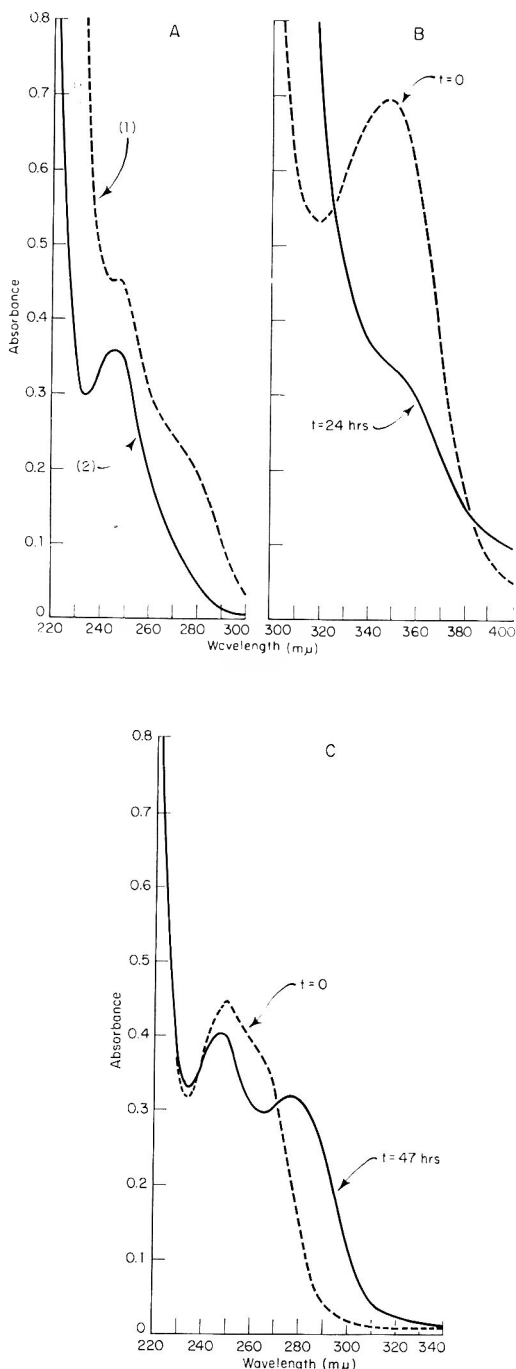 A
B
0.8
0.7
0.6
0.5
0.4
0.3
0.2
0.1
0
Absorbance
(1)
(2)
t=0
t=24 hrs
220 240 260 280 300
300 320 340 360 380 400
Wavelength (mμ)
C
0.8
0.7
0.6
0.5
0.4
0.3
0.2
0.1
0
Absorbance
t=0
t=47 hrs
220 240 260 280 300 320 340
Wavelength (mμ)